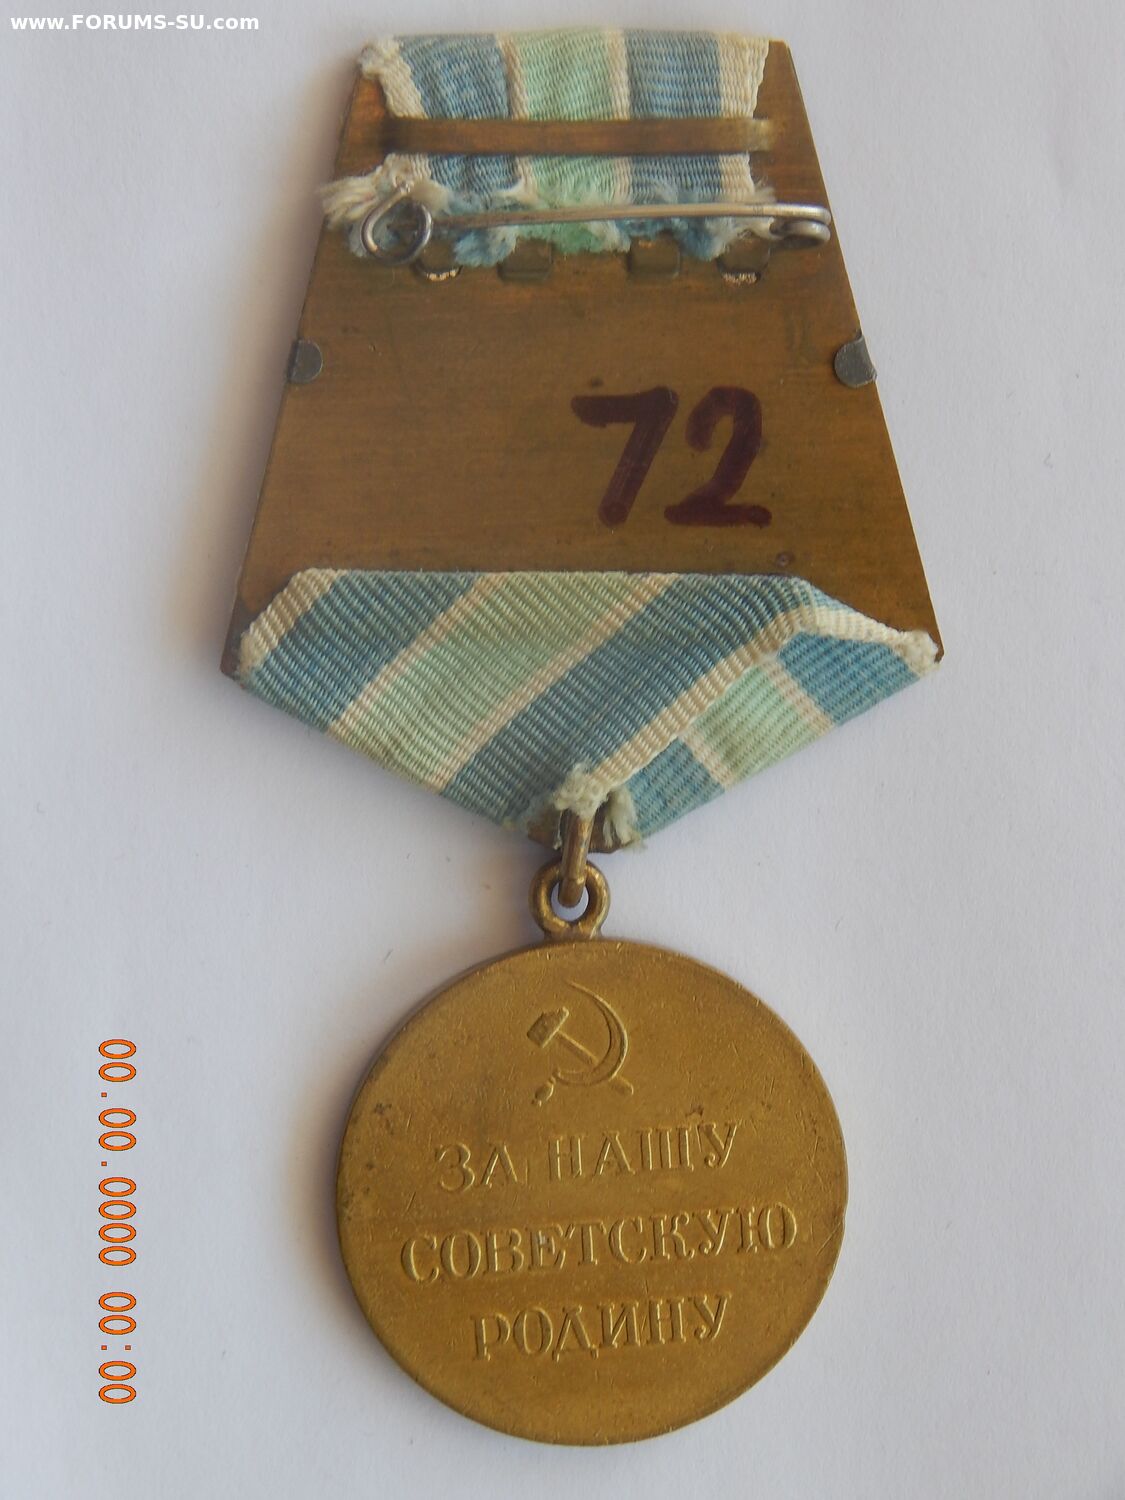 www.FORUMS-SU.com
72
ЗА НАШУ
СОВЕТСКУЮ
РОДИНУ
00.00.0000 00:00